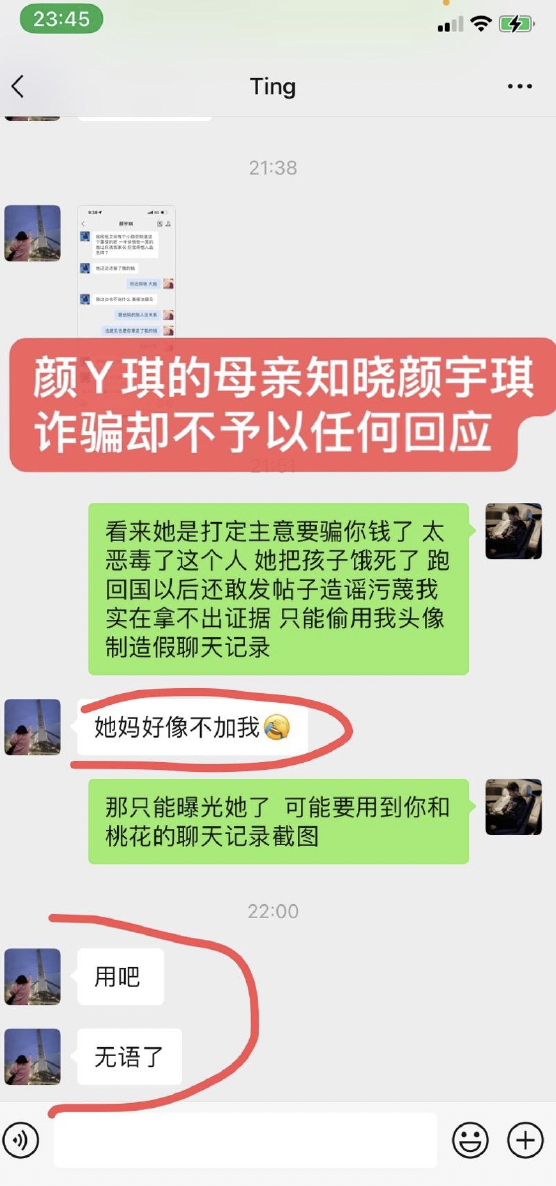 23:45
Ting
21:38
颜Y琪的母亲知晓颜宇琪
诈骗却不予以任何回应
看来她是打定主意要骗你钱了 太
恶毒了这个人 她把孩子饿死了 跑
回国以后还敢发帖子造谣污蔑我
实在拿不出证据 只能偷用我头像
制造假聊天记录
她妈好像不加我
那只能曝光她了 可能要用到你和
桃花的聊天记录截图
22:00
用吧
无语了